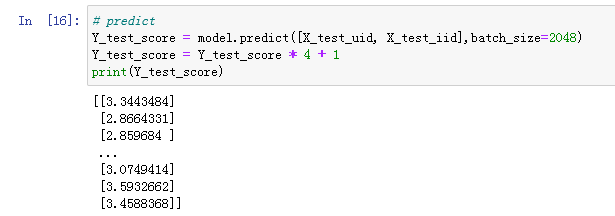 In [16]: # predict
Y_test_score = model.predict([X_test_uid, X_test_iid],batch_size=2048)
Y_test_score = Y_test_score * 4 + 1
print(Y_test_score)
[[3.3443484]
[2.8664331]
[2.859684 ]
...
[3.0749414]
[3.5932662]
[3.4588368]]